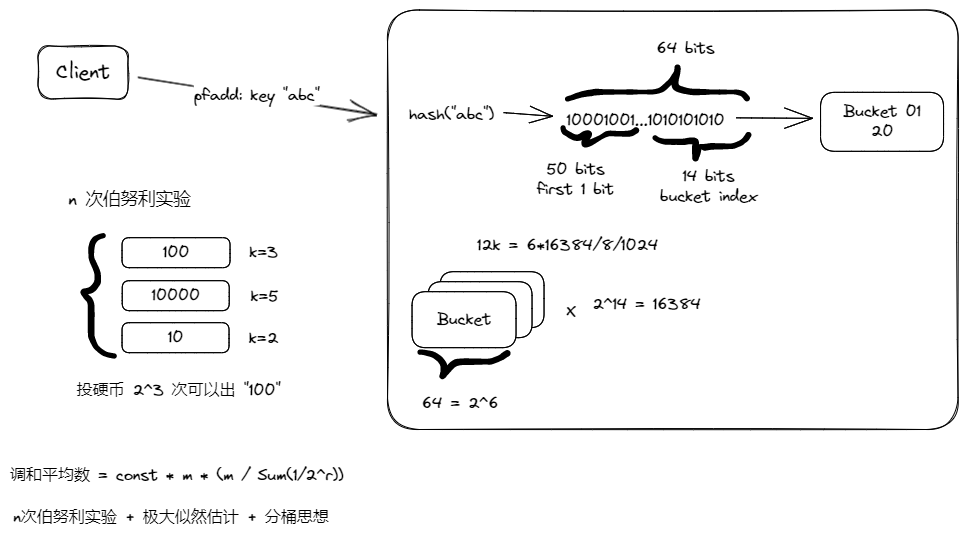 Client
pfadd: key "abc"
64 bits
hash("abc")
10001001...1010101010
Bucket 01
20
50 bits
first 1 bit
14 bits
bucket index
n 次伯努利实验
100
k=3
10000
k=5
10
k=2
投硬币 2^3 次可以出 "100"
12k = 6*16384/8/1024
Bucket
x
2^14 = 16384
64 = 2^6
调和平均数 = const * m * (m / Sum(1/2^r))
n次伯努利实验 + 极大似然估计 + 分桶思想